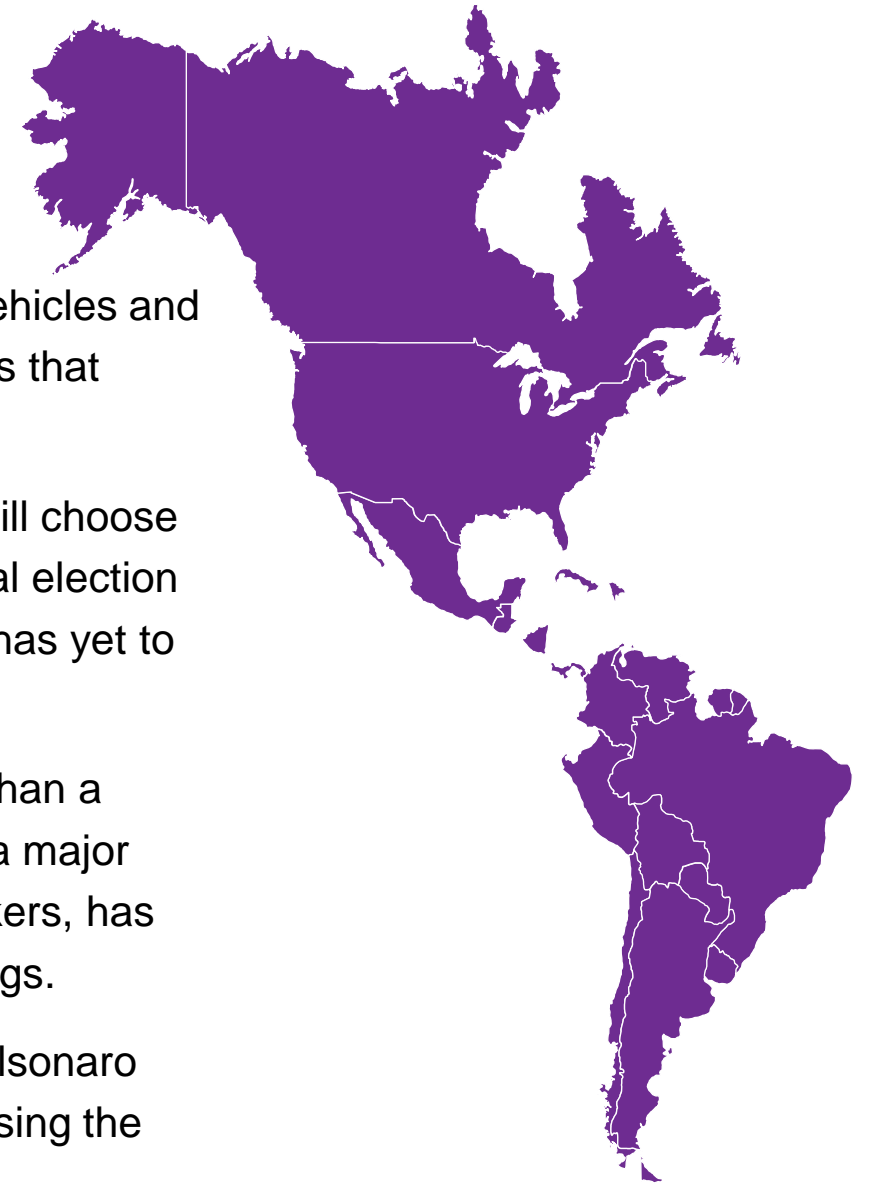 ehicles and
s that
ill choose
al election
has yet to
han a
a major
kers, has
gs.
lsonaro
sing the